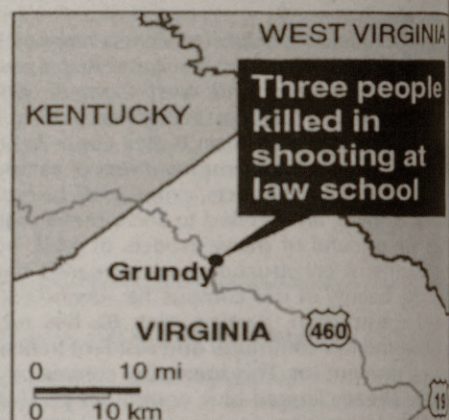 WEST VIRGINIA
KENTUCKY
Three people
killed in
shooting at
law school
Grundy
VIRGINIA
460
19
0 10 mi
0 10 km